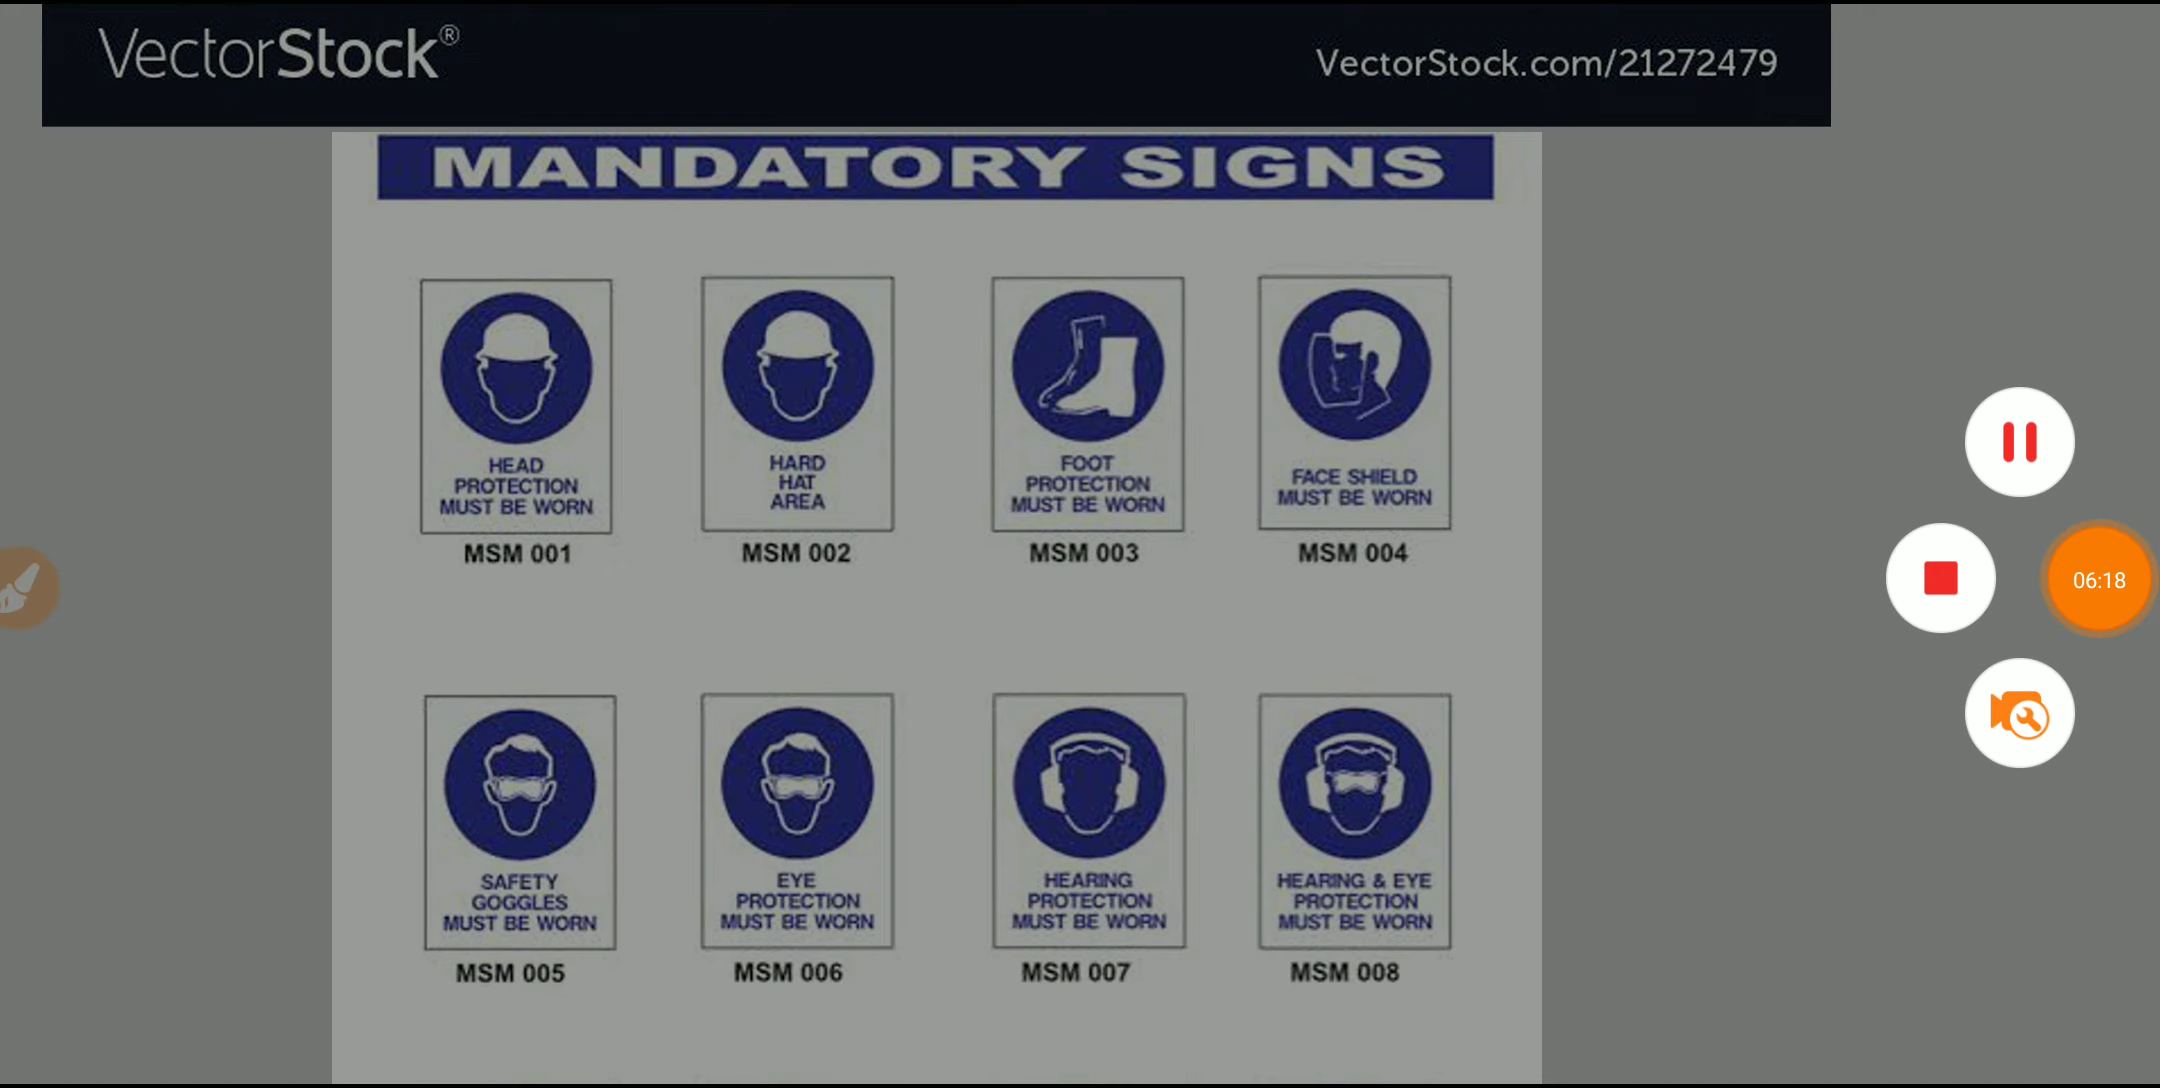 VectorStock®
VectorStock.com/21272479
MANDATORY SIGNS
HEAD
PROTECTION
MUST BE WORN
MSM 001
HARD
HAT
AREA
MSM 002
FOOT
PROTECTION
MUST BE WORN
MSM 003
FACE SHIELD
MUST BE WORN
MSM 004
SAFETY
GOGGLES
MUST BE WORN
MSM 005
EYE
PROTECTION
MUST BE WORN
MSM 006
HEARING
PROTECTION
MUST BE WORN
MSM 007
HEARING & EYE
PROTECTION
MUST BE WORN
MSM 008
06:18